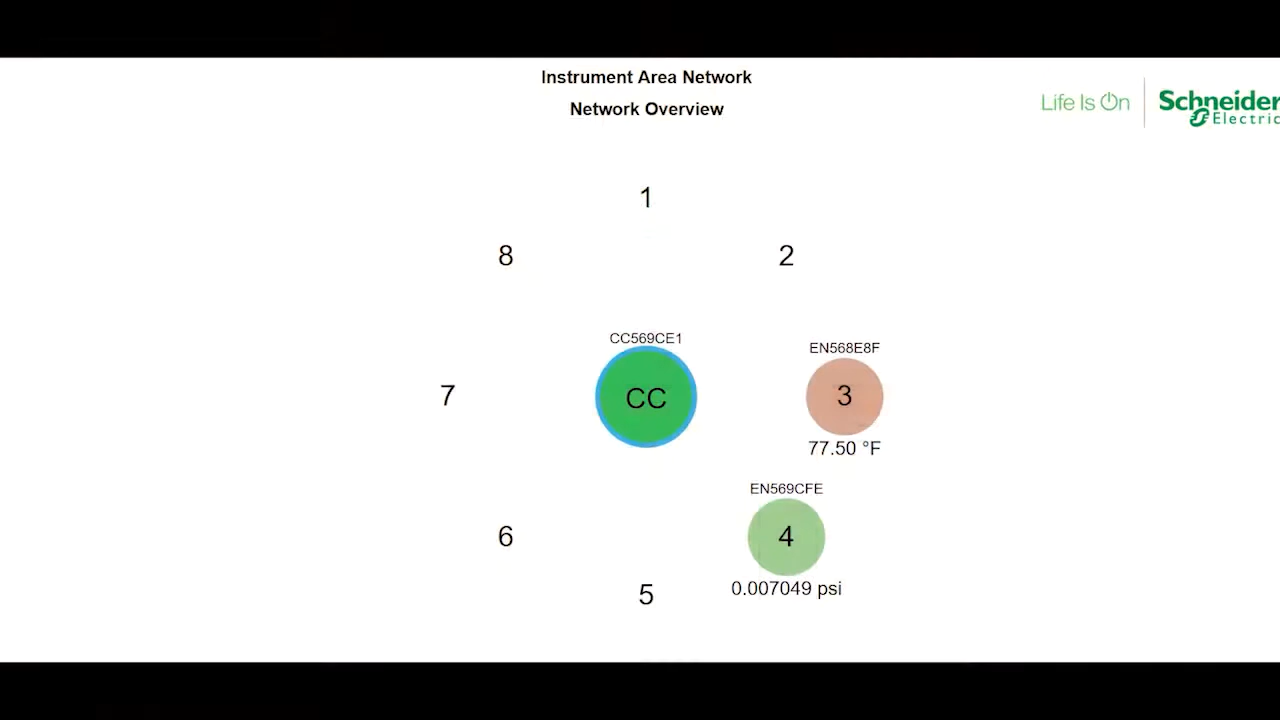 Instrument Area Network
Network Overview
Life Is On
Schneider
Electric
1
8
2
CC569CE1
EN568E8F
7
CC
3
77.50 °F
EN569CFE
6
4
5
0.007049 psi